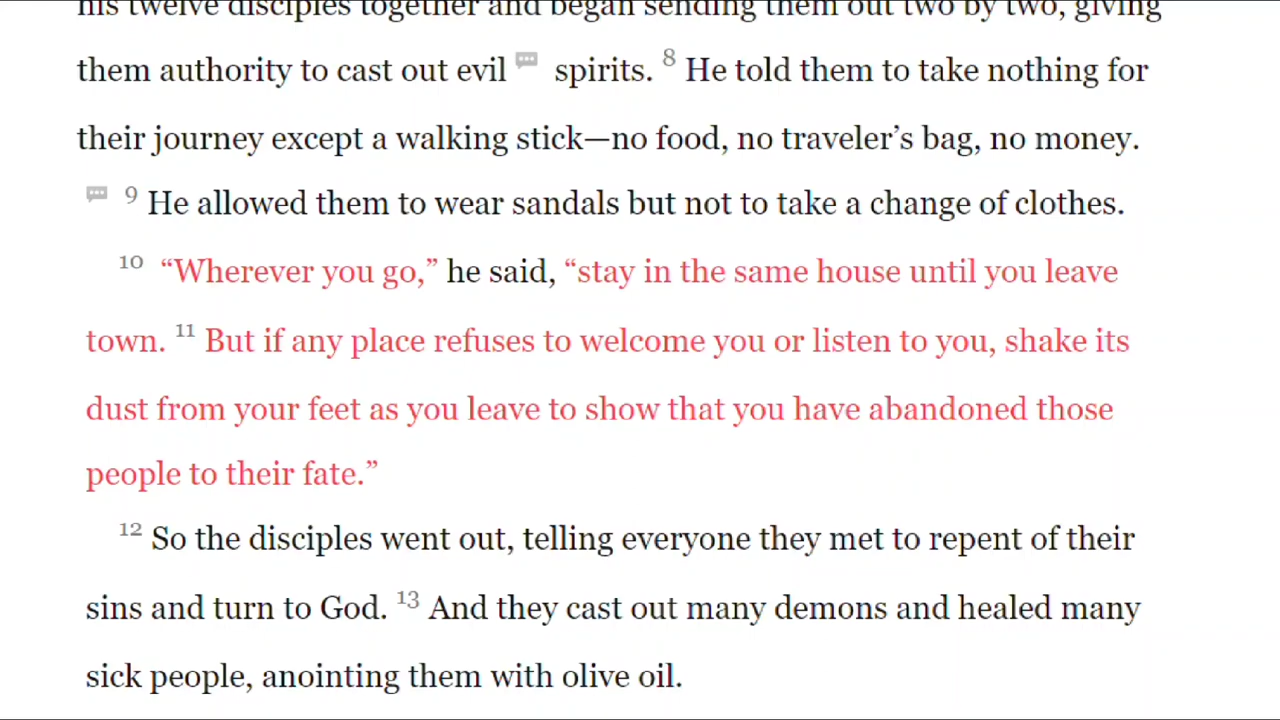 his twelve disciples together and began sending them out two by two, giving
them authority to cast out evil spirits. 8 He told them to take nothing for
their journey except a walking stick—no food, no traveler’s bag, no money.
9 He allowed them to wear sandals but not to take a change of clothes.
10 “Wherever you go,” he said, “stay in the same house until you leave
town. 11 But if any place refuses to welcome you or listen to you, shake its
dust from your feet as you leave to show that you have abandoned those
people to their fate.”
12 So the disciples went out, telling everyone they met to repent of their
sins and turn to God. 13 And they cast out many demons and healed many
sick people, anointing them with olive oil.